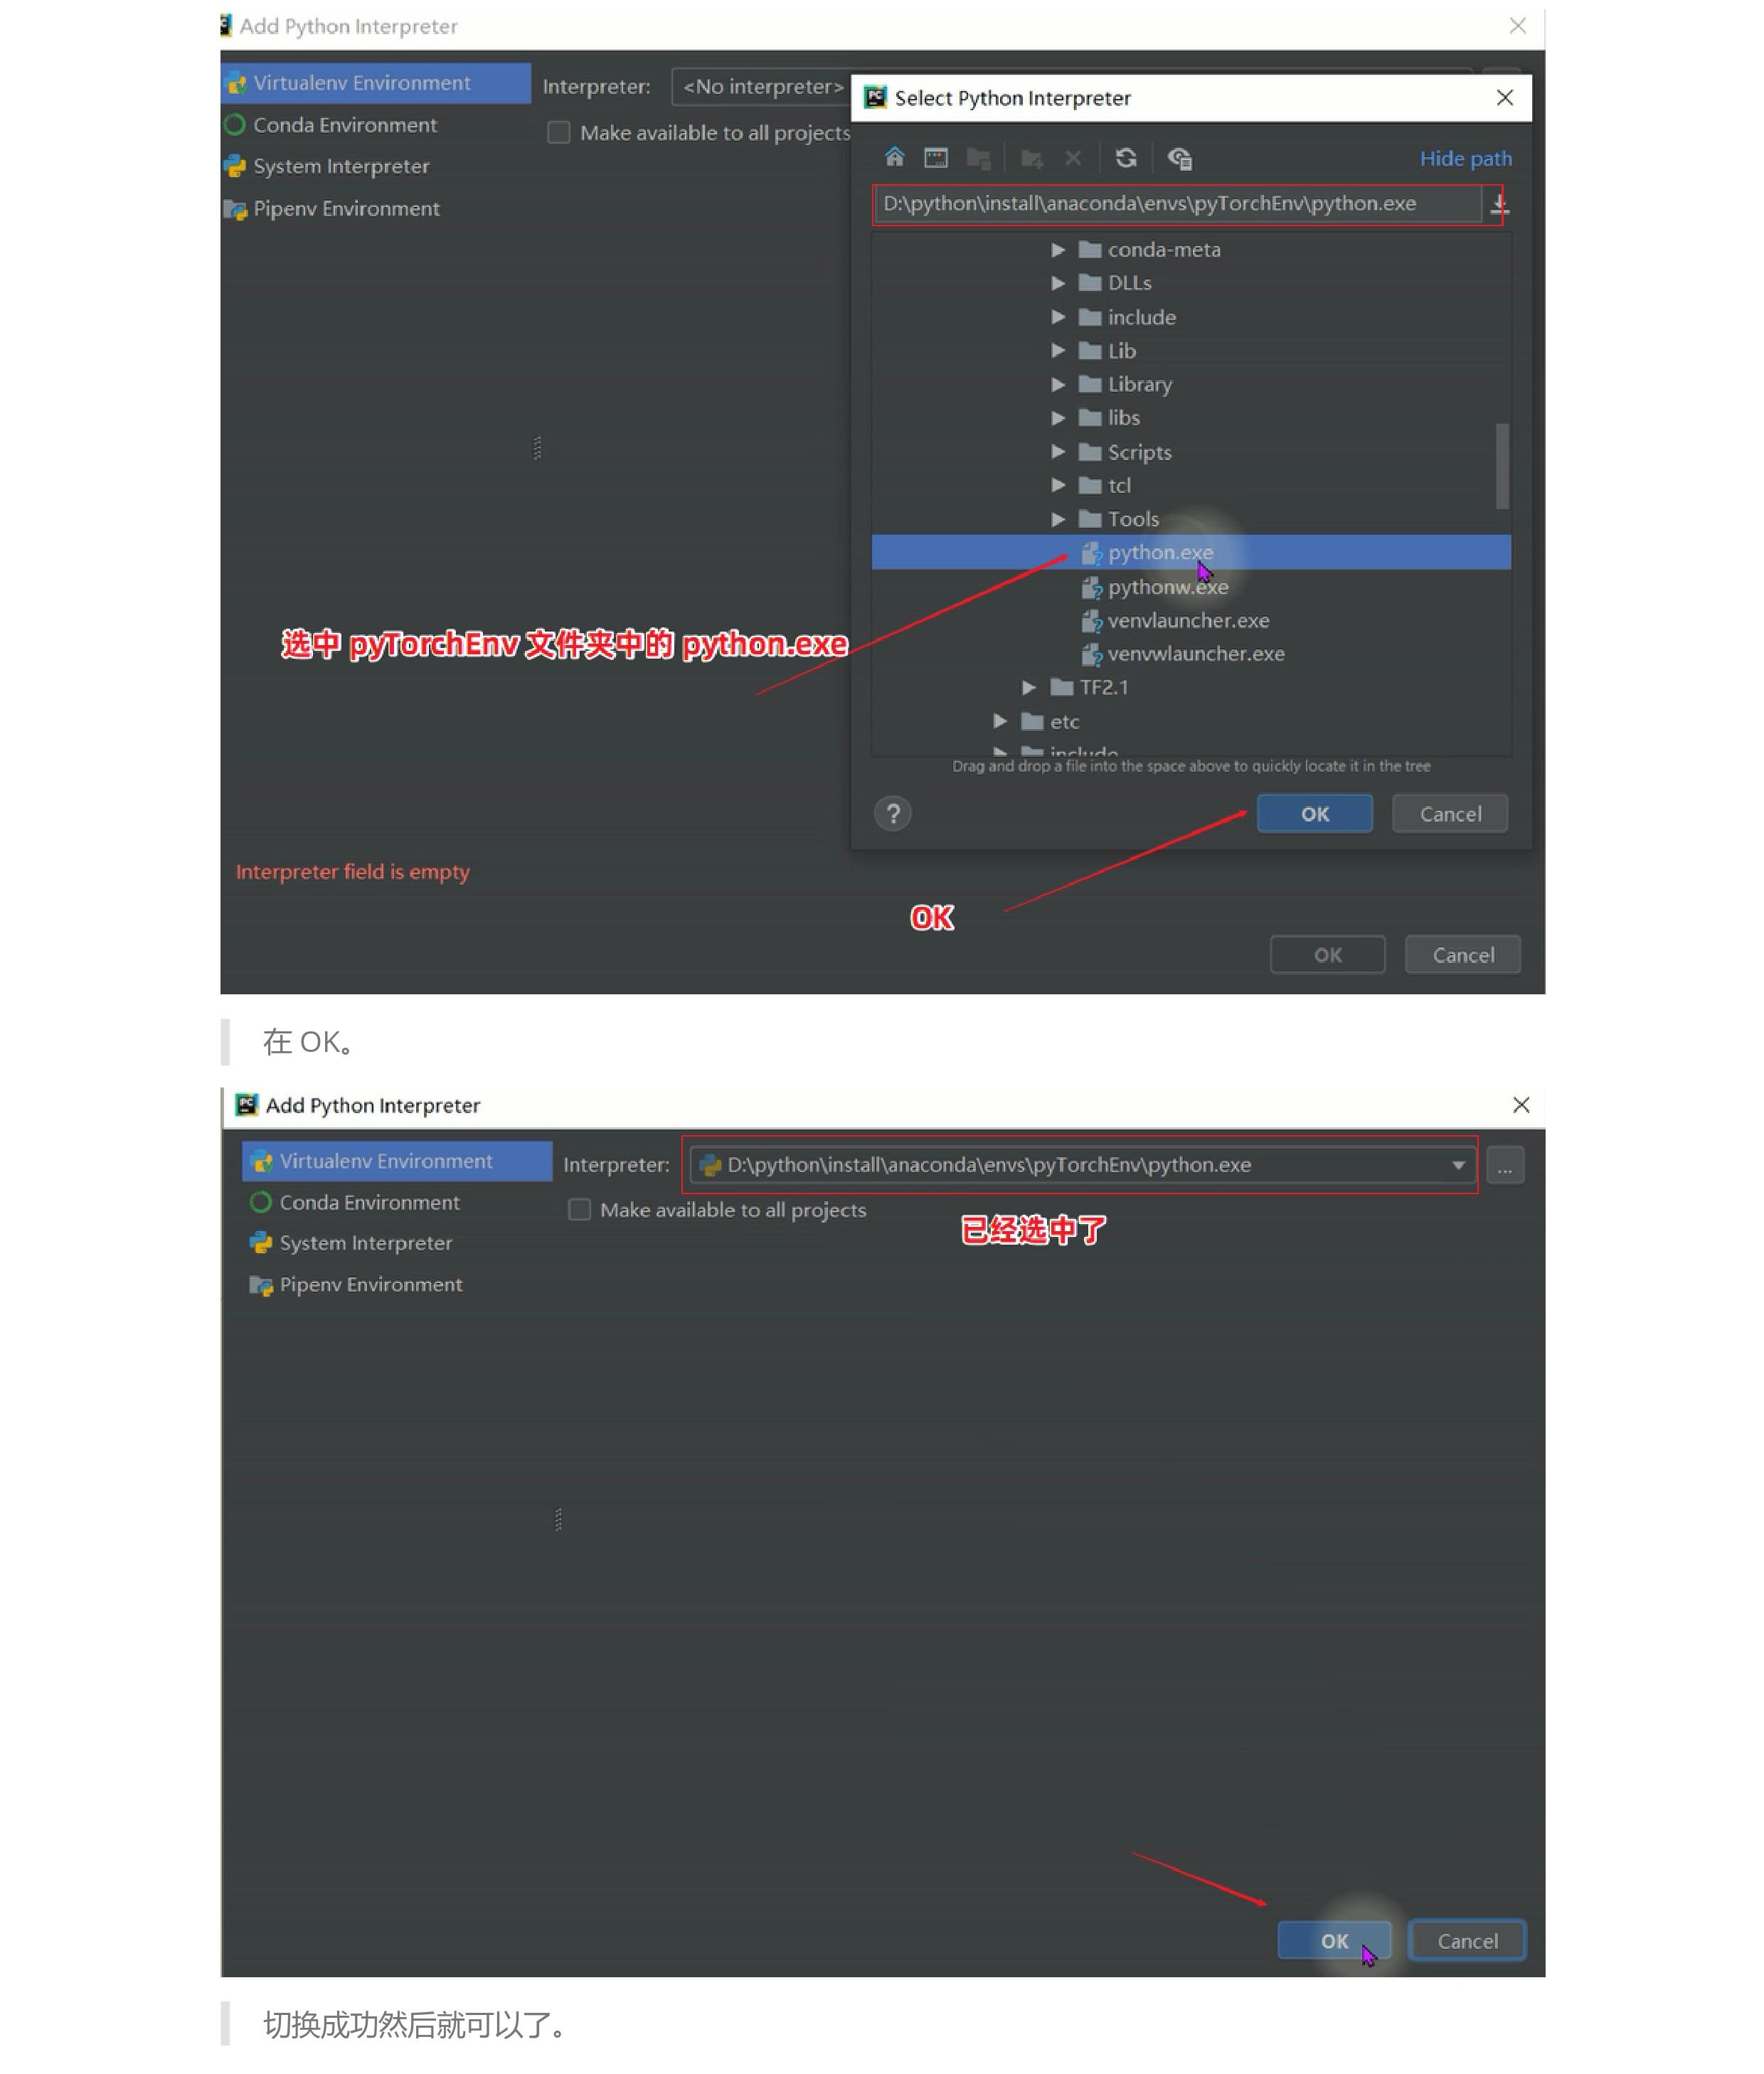 Add Python Interpreter
Virtualenv Environment
Interpreter: <No interpreter>
Select Python Interpreter
Conda Environment
Make available to all projects
System Interpreter
Hide path
Pipenv Environment
D:\python\install\anaconda\envs\pyTorchEnv\python.exe
conda-meta
DLLs
include
Lib
Library
libs
Scripts
tcl
Tools
python.exe
pythonw.exe
venvlauncher.exe
选中 pyTorchEnv 文件夹中的 python.exe
venvwlauncher.exe
TF2.1
etc
include
Drag and drop a file into the space above to quickly locate it in the tree
?
OK
Cancel
Interpreter field is empty
OK
OK
Cancel
在 OK。
Add Python Interpreter
Virtualenv Environment
Interpreter: D:\python\install\anaconda\envs\pyTorchEnv\python.exe
...
Conda Environment
Make available to all projects
已经选中了
System Interpreter
Pipenv Environment
OK
Cancel
切换成功然后就可以了。